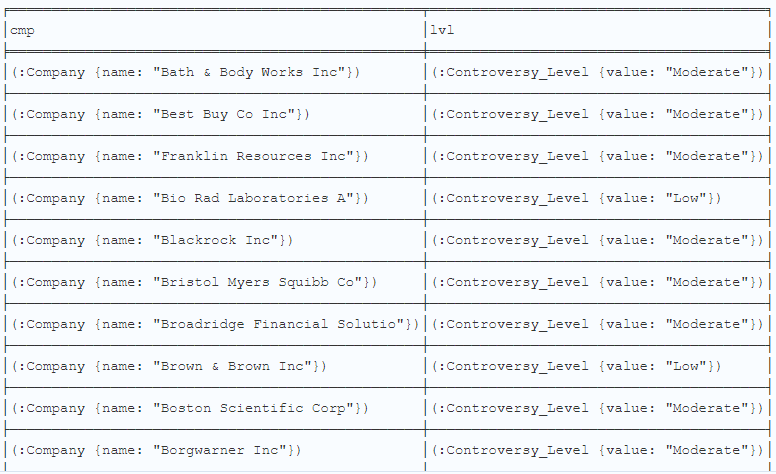 cmp lvl
(:Company {name: "Bath & Body Works Inc"}) (:Controversy_Level {value: "Moderate"})
(:Company {name: "Best Buy Co Inc"}) (:Controversy_Level {value: "Moderate"})
(:Company {name: "Franklin Resources Inc"}) (:Controversy_Level {value: "Moderate"})
(:Company {name: "Bio Rad Laboratories A"}) (:Controversy_Level {value: "Low"})
(:Company {name: "Blackrock Inc"}) (:Controversy_Level {value: "Moderate"})
(:Company {name: "Bristol Myers Squibb Co"}) (:Controversy_Level {value: "Moderate"})
(:Company {name: "Broadridge Financial Solutio"}) (:Controversy_Level {value: "Moderate"})
(:Company {name: "Brown & Brown Inc"}) (:Controversy_Level {value: "Low"})
(:Company {name: "Boston Scientific Corp"}) (:Controversy_Level {value: "Moderate"})
(:Company {name: "Borgwarner Inc"}) (:Controversy_Level {value: "Moderate"})